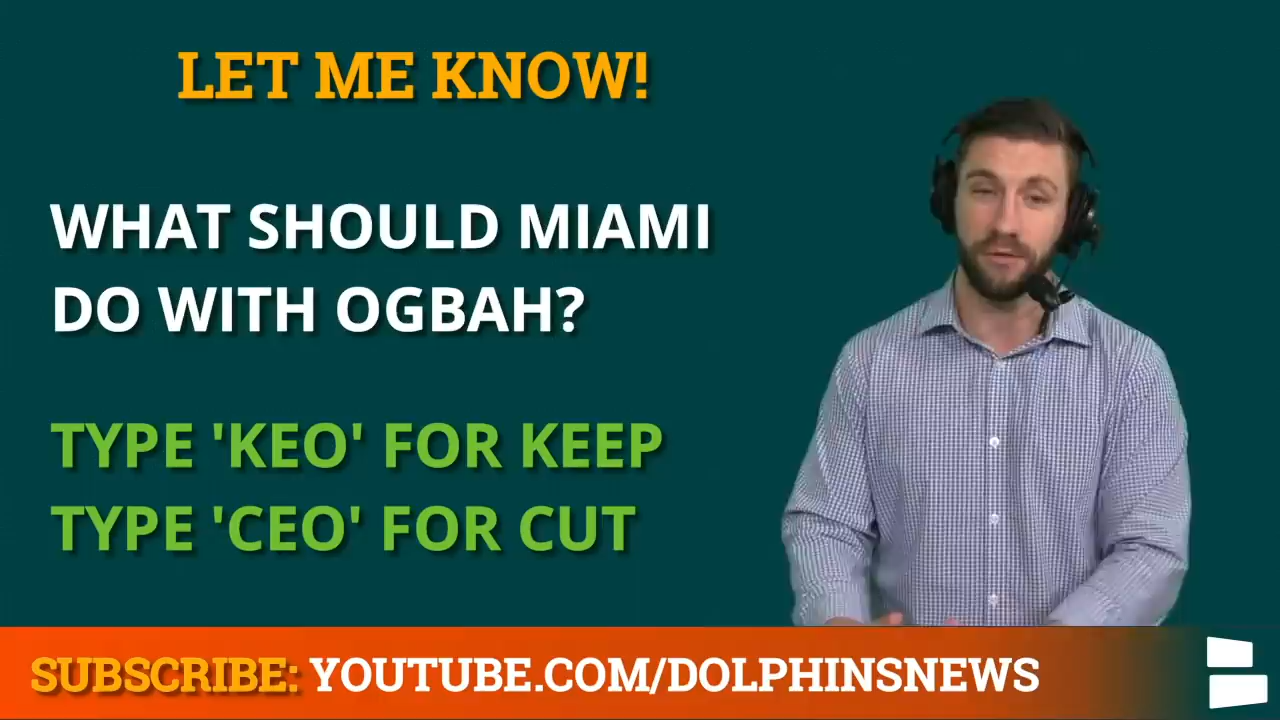 LET ME KNOW!
WHAT SHOULD MIAMI
DO WITH OGBAH?
TYPE 'KEO' FOR KEEP
TYPE 'CEO' FOR CUT
SUBSCRIBE: YOUTUBE.COM/DOLPHINSNEWS